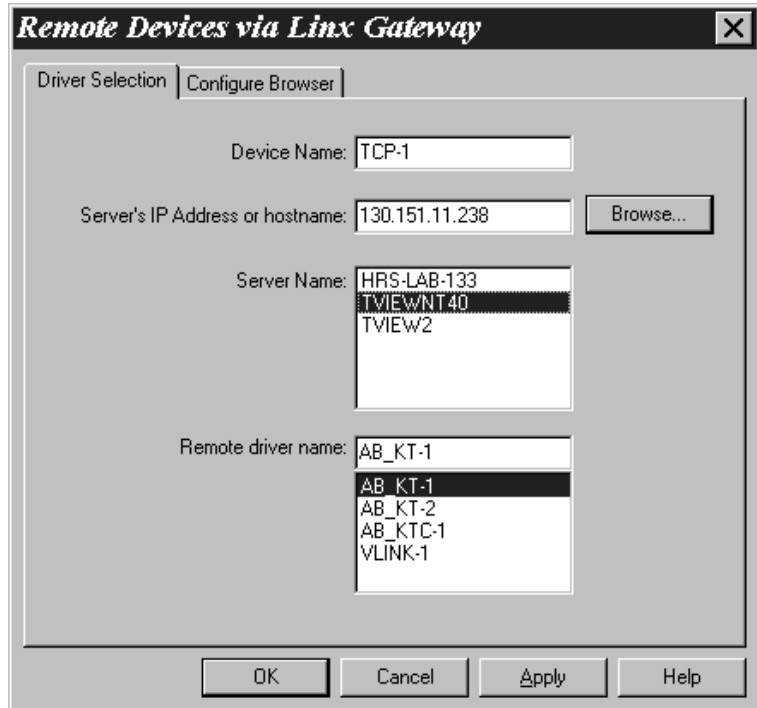 Remote Devices via Linx Gateway
Driver Selection Configure Browser
Device Name: TCP-1
Server's IP Address or hostname: 130.151.11.238 Browse...
Server Name: HRS-LAB-133
TVIEWNT40
TVIEW2
Remote driver name: AB_KT-1
AB_KT-1
AB_KT-2
AB_KTC-1
VLINK-1
OK Cancel Apply Help